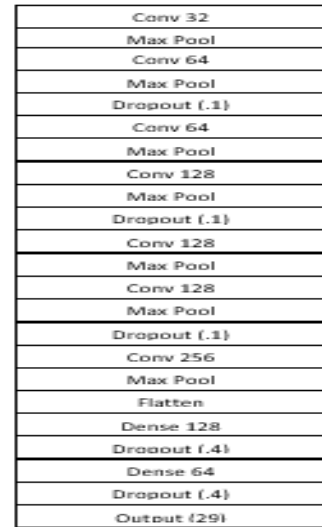 Conv 32
Max Pool
Conv 64
Max Pool
Dropout (.1)
Conv 64
Max Pool
Conv 128
Max Pool
Dropout (.1)
Conv 128
Max Pool
Conv 128
Max Pool
Dropout (.1)
Conv 256
Max Pool
Flatten
Dense 128
Dropout (.4)
Dense 64
Dropout (.4)
Output (29)